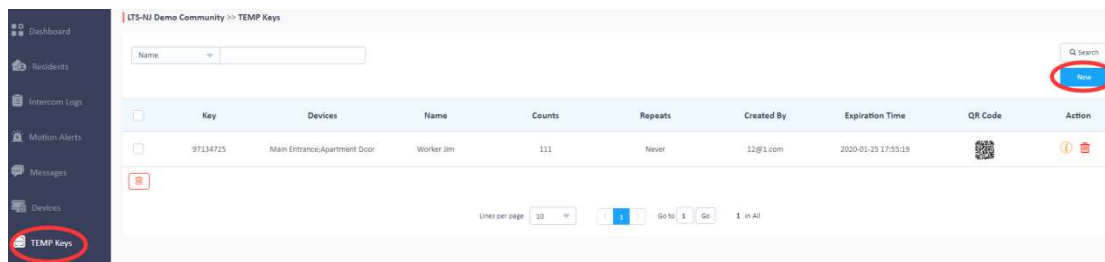 LTS-NJ Demo Community >> TEMP Keys
Dashboard
Residents
Intercom Logs
Motion Alerts
Messages
Devices
TEMP Keys
Name
Search
New
Key Devices Name Counts Repeats Created By Expiration Time QR Code Action
97134725 Main Entrance;Apartment Door Worker Jim 111 Never 12@1.com 2020-01-25 17:55:19
Lines per page 10 < 1 > Go to 1 Go 1 In All